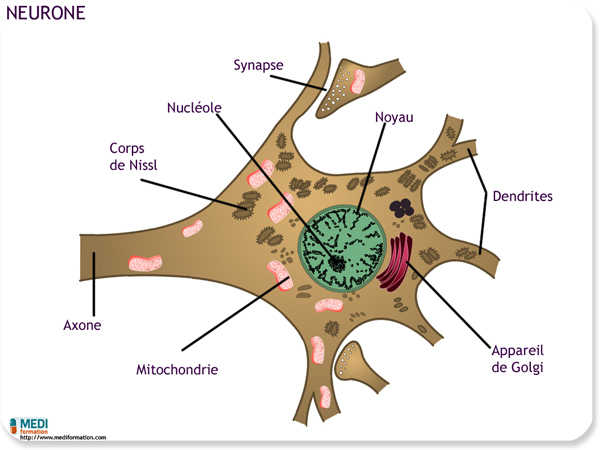 NEURONE
Synapse
Nucléole
Noyau
Corps
de Nissl
Dendrites
Axone
Mitochondrie
Appareil
de Golgi
MEDI
formation
http://www.mediformation.com